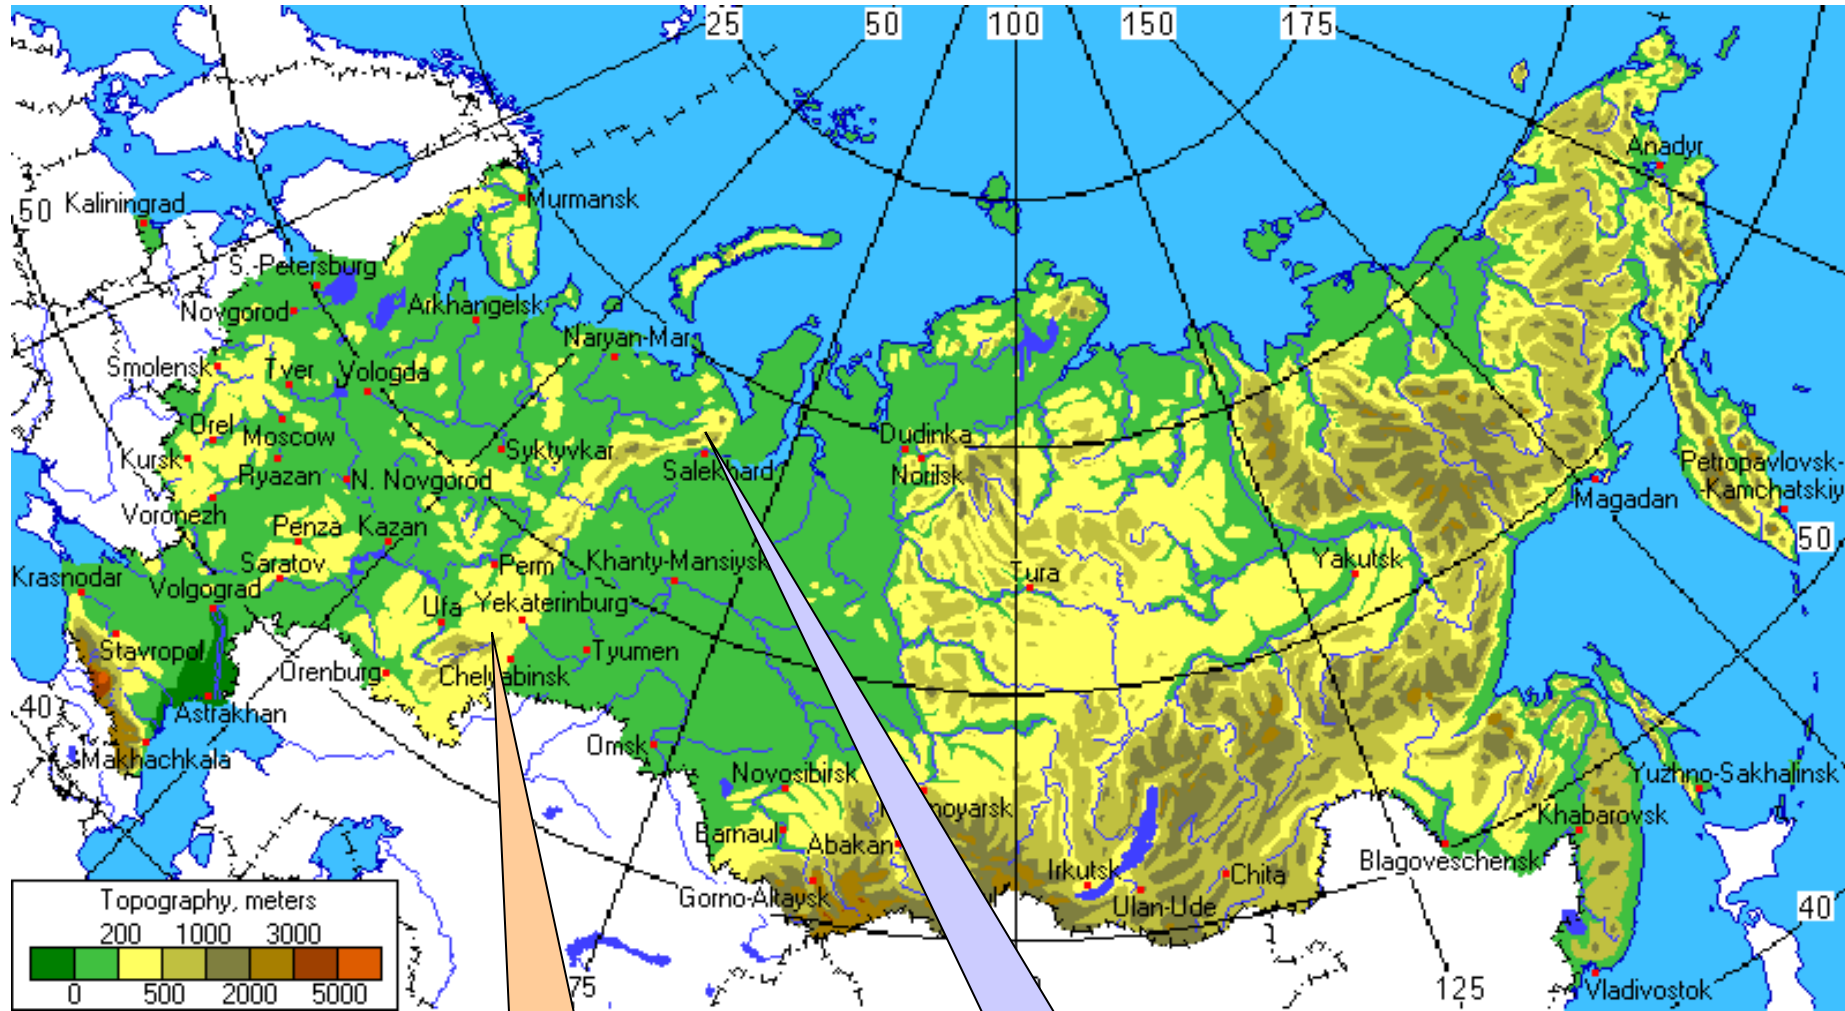 25
50
100
150
175
Anadyr
Murmansk
Kaliningrad
50
S.-Petersburg
Novgorod
Arkhangelsk
Naryan-Mar
Smolensk
Tver
Vologda
Orel
Moscow
Syktyvkar
Dudinka
Kursk
Ryazan
N. Novgorod
Salekhard
Norilsk
Petropavlovsk-
-Kamchatskiy
Magadan
Voronezh
Penza
Kazan
50
Krasnodar
Saratov
Perm
Khanty-Mansiysk
Tura
Yakutsk
Volgograd
Ufa
Yekaterinburg
Stavropol
Orenburg
Chelyabinsk
Tyumen
40
Astrakhan
Makhachkala
Omsk
Novosibirsk
noyarsk
Yuzhno-Sakhalinsk
Barnaul
Abakan
Khabarovsk
Irkutsk
Chita
Blagoveschensk
Gorno-Altaysk
Ulan-Ude
40
Topography, meters
200 1000 3000
0 500 2000 5000
75
125
Vladivostok